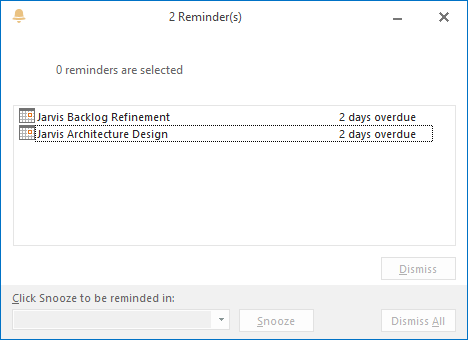 2 Reminder(s)
0 reminders are selected
Jarvis Backlog Refinement 2 days overdue
Jarvis Architecture Design 2 days overdue
Dismiss
Click Snooze to be reminded in:
Snooze Dismiss All